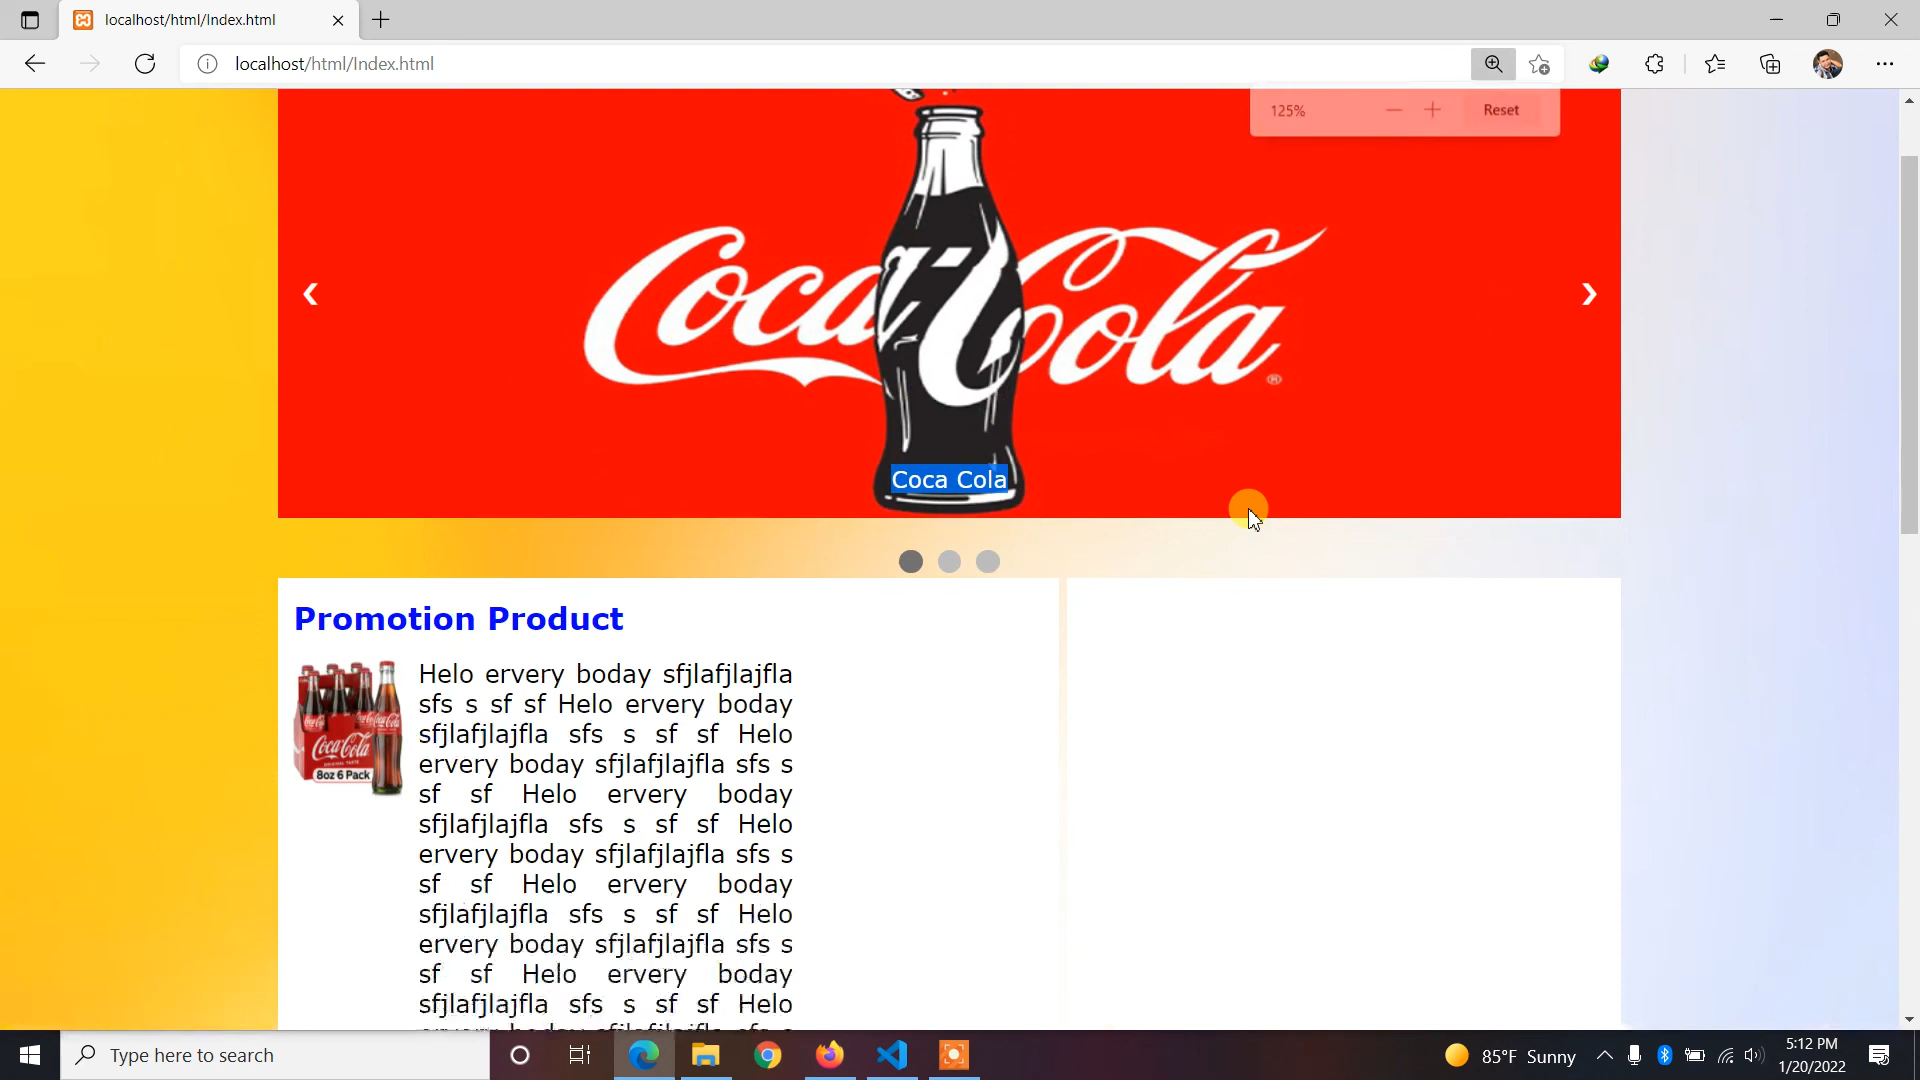 localhost/html/Index.html
localhost/html/Index.html
125%
Reset
Coca-Cola
®
Coca Cola
Promotion Product
Coca-Cola
ORIGINAL TASTE
8oz 6 Pack
Helo ervery boday sfjlafjlajfla
sfs s sf sf Helo ervery boday
sfjlafjlajfla sfs s sf sf Helo
ervery boday sfjlafjlajfla sfs s
sf sf Helo ervery boday
sfjlafjlajfla sfs s sf sf Helo
ervery boday sfjlafjlajfla sfs s
sf sf Helo ervery boday
sfjlafjlajfla sfs s sf sf Helo
ervery boday sfjlafjlajfla sfs s
sf sf Helo ervery boday
sfjlafjlajfla sfs s sf sf Helo
Type here to search
85°F Sunny
5:12 PM
1/20/2022